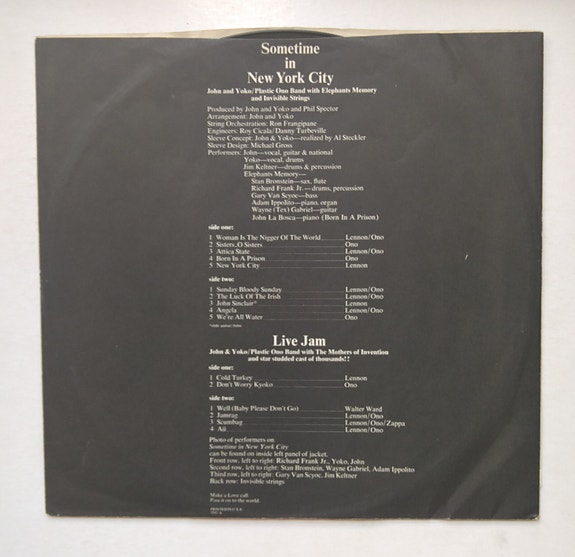 Sometime
in
New York City
John and Yoko/Plastic Ono Band with Elephants Memory
and Invisible Strings
Produced by John and Yoko and Phil Spector
Arrangement: John and Yoko
String Orchestration: Ron Frangipane
Engineers: Roy Cicala/Danny Turbeville
Sleeve Concept: John & Yoko—realized by Al Steckler
Sleeve Design: Michael Gross
Performers: John—vocal, guitar & national
Yoko—vocal, drums
Jim Keltner—drums & percussion
Elephants Memory—
Stan Bronstein—sax, flute
Richard Frank Jr.—drums, percussion
Gary Van Scyoc—bass
Adam Ippolito—piano, organ
Wayne (Tex) Gabriel—guitar
John La Bosca—piano (Born In A Prison)
side one:
1 Woman Is The Nigger Of The World Lennon/Ono
2 Sisters,O Sisters Ono
3 Attica State Lennon/Ono
4 Born In A Prison Ono
5 New York City Lennon
side two:
1 Sunday Bloody Sunday Lennon/Ono
2 The Luck Of The Irish Lennon/Ono
3 John Sinclair* Lennon
4 Angela Lennon/Ono
5 We're All Water Ono
Live Jam
John & Yoko/Plastic Ono Band with The Mothers of Invention
and star studded cast of thousands!!
side one:
1 Cold Turkey Lennon
2 Don't Worry Kyoko Ono
side two:
1 Well (Baby Please Don't Go) Walter Ward
2 Jamrag Lennon/Ono
3 Scumbag Lennon/Ono/Zappa
4 Aü Lennon/Ono
Photo of performers on
Sometime in New York City
can be found on inside left panel of jacket.
Front row, left to right: Richard Frank Jr., Yoko, John
Second row, left to right: Stan Bronstein, Wayne Gabriel, Adam Ippolito
Third row, left to right: Gary Van Scyoc, Jim Keltner
Back row: Invisible strings
Make a Love call.
Pass it on to the world.